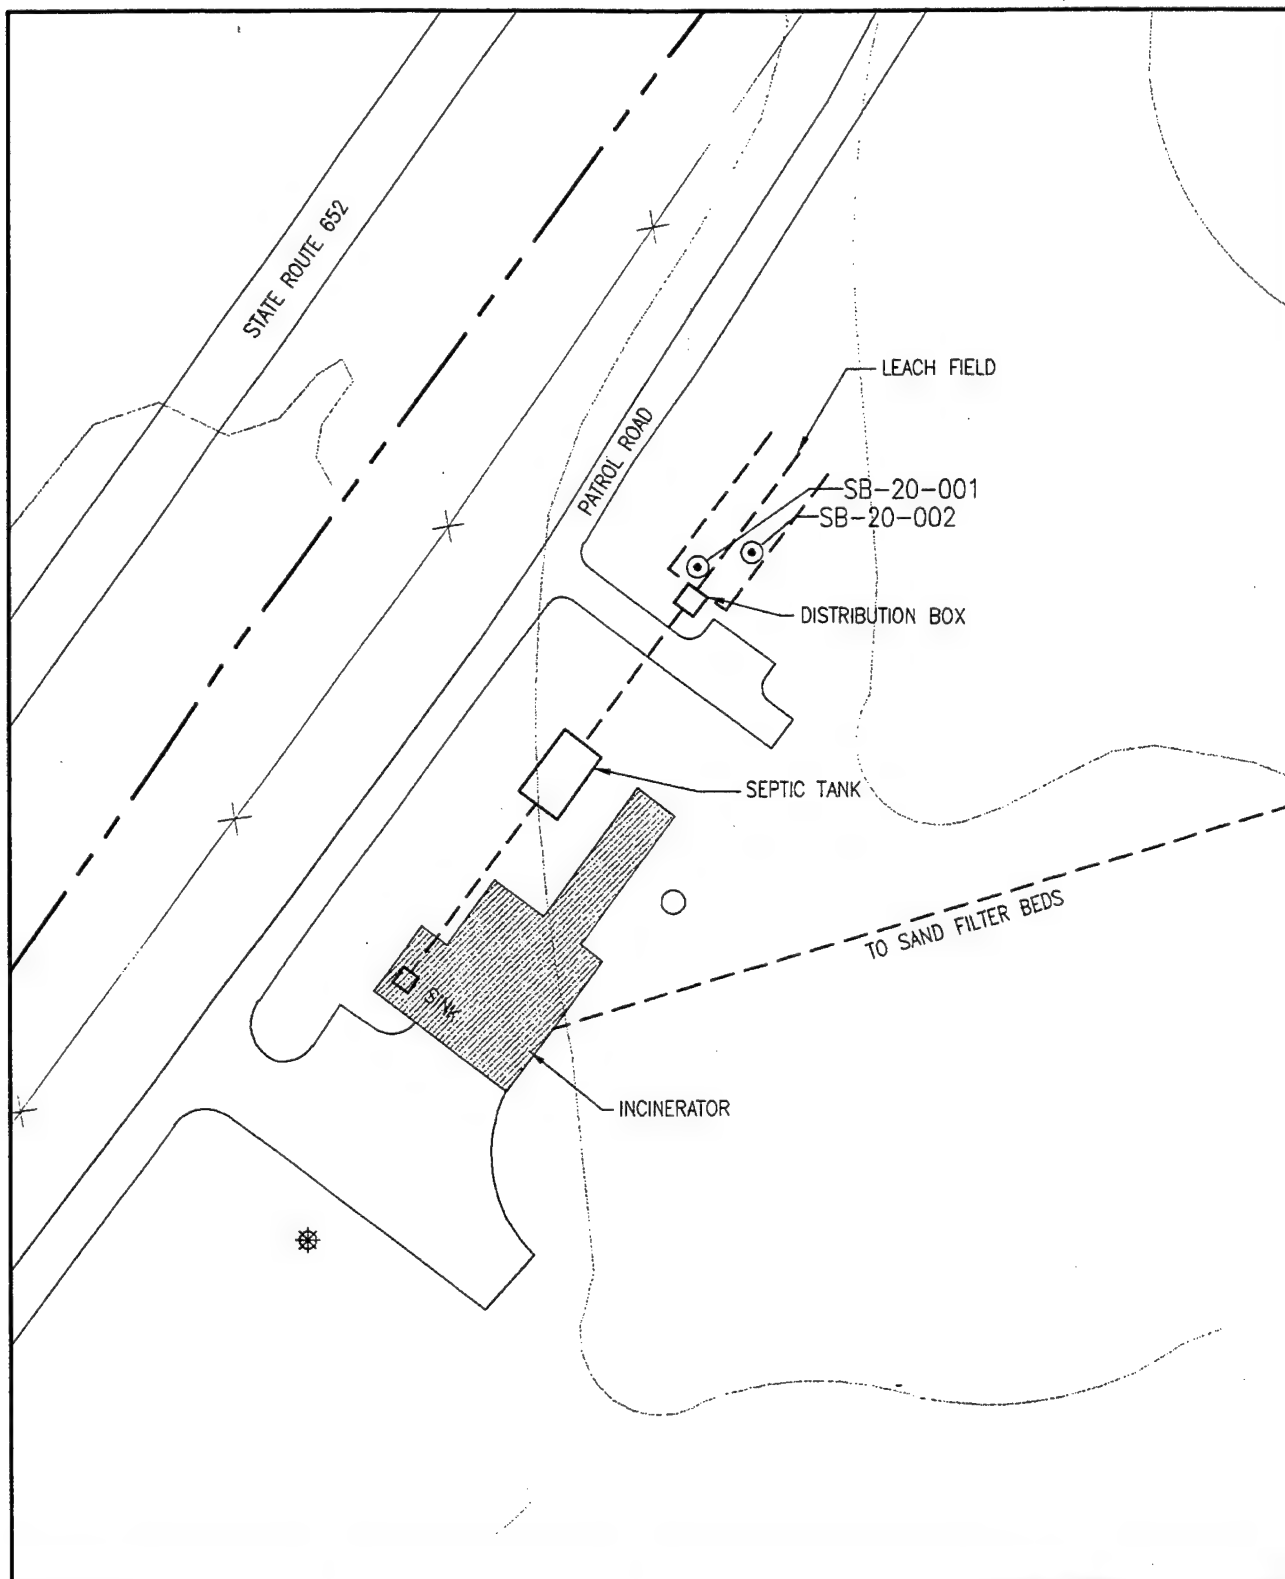 STATE ROUTE 652
LEACH FIELD
PATROL ROAD
SB-20-001
SB-20-002
DISTRIBUTION BOX
SEPTIC TANK
TO SAND FILTER BEDS
SINK
INCINERATOR